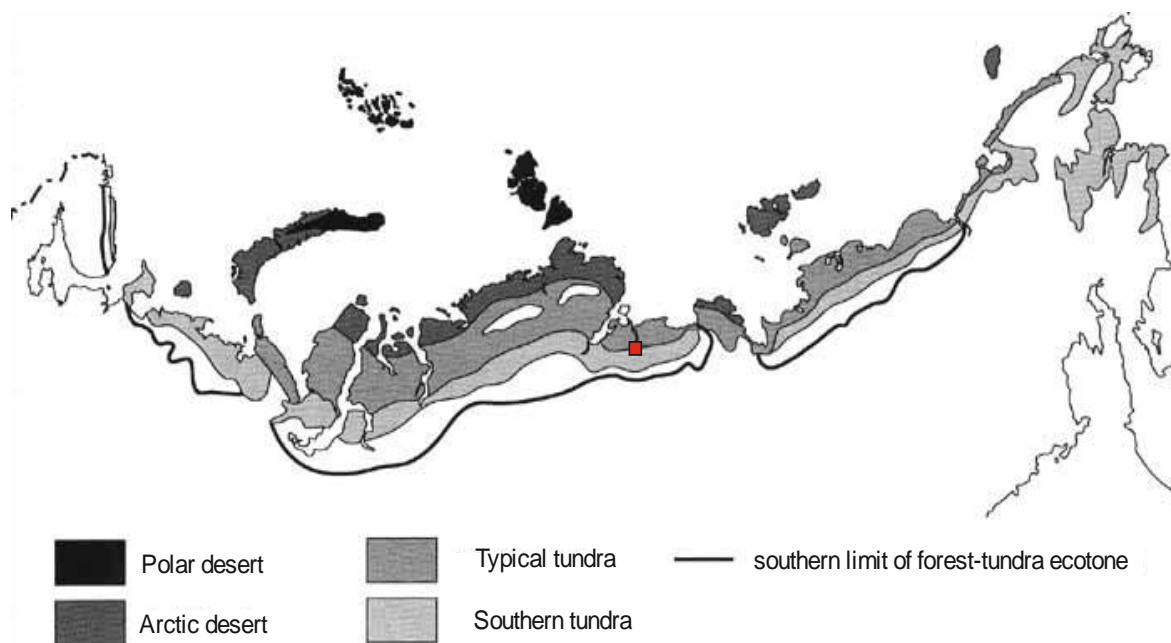 Polar desert
Typical tundra
southern limit of forest-tundra ecotone
Arctic desert
Southern tundra